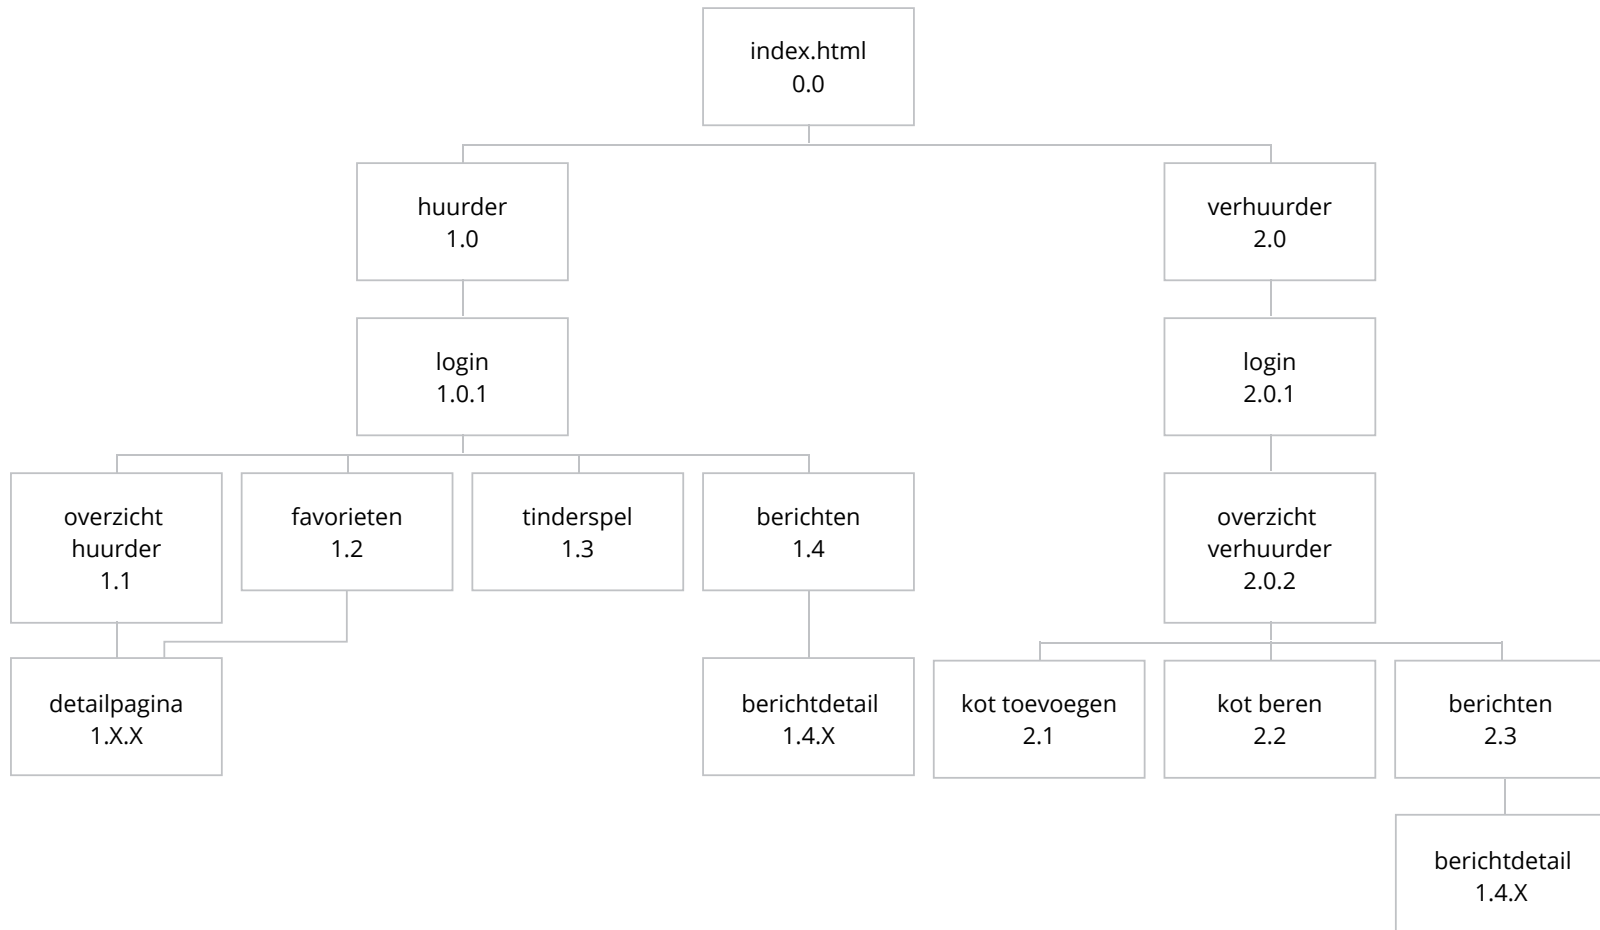 index.html
0.0
huurder
1.0
verhuurder
2.0
login
1.0.1
login
2.0.1
overzicht
huurder
1.1
favorieten
1.2
tinderspel
1.3
berichten
1.4
overzicht
verhuurder
2.0.2
detailpagina
1.X.X
berichtdetail
1.4.X
kot toevoegen
2.1
kot beren
2.2
berichten
2.3
berichtdetail
1.4.X